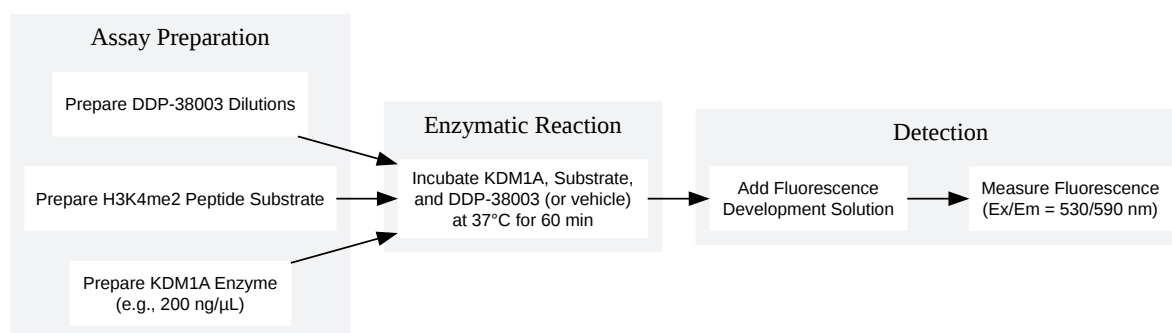 Assay Preparation
Prepare DDP-38003 Dilutions
Prepare H3K4me2 Peptide Substrate
Prepare KDM1A Enzyme
(e.g., 200 ng/µL)
Enzymatic Reaction
Incubate KDM1A, Substrate,
and DDP-38003 (or vehicle)
at 37°C for 60 min
Detection
Add Fluorescence
Development Solution
Measure Fluorescence
(Ex/Em = 530/590 nm)